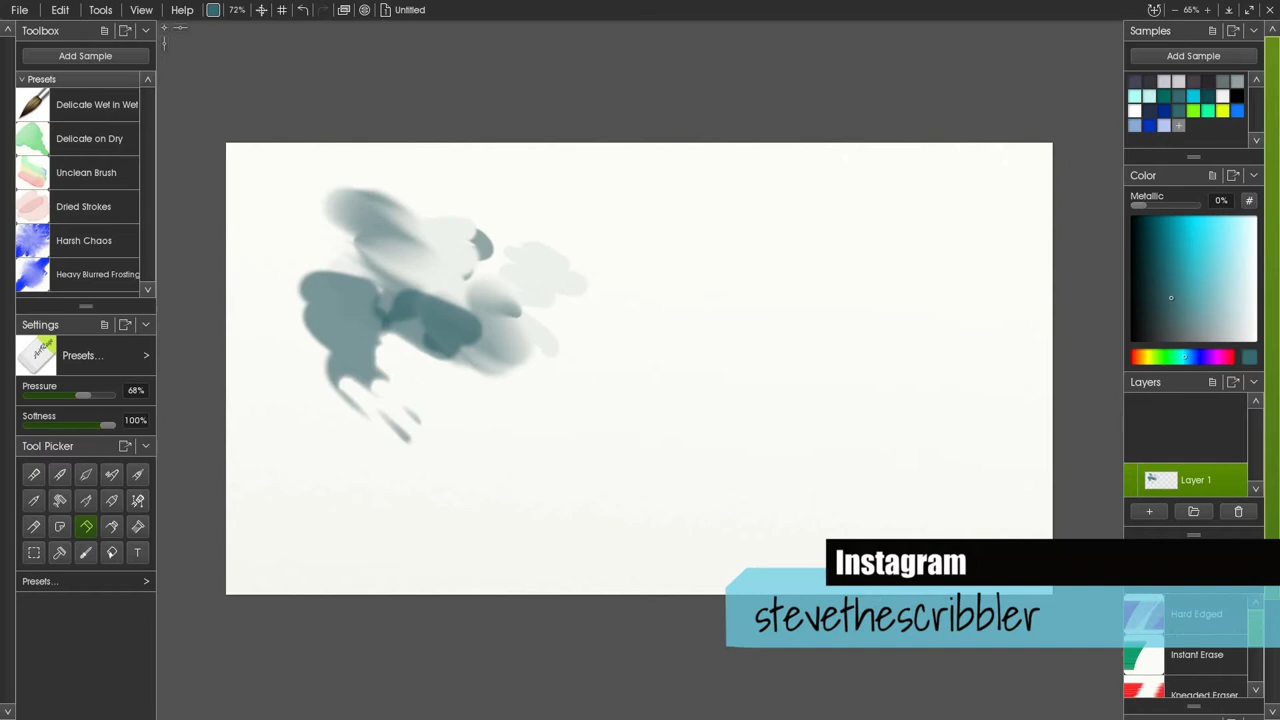 File Edit Tools View Help 72% Untitled 65%
Toolbox
Add Sample
Presets
Delicate Wet in Wet
Delicate on Dry
Unclean Brush
Dried Strokes
Harsh Chaos
Heavy Blurred Frosting
Settings
ArtRage
Presets... >
Pressure
68%
Softness
100%
Tool Picker
T
Presets... >
Samples
Add Sample
Color
Metallic
0% #
Layers
Layer 1
Instagram
stevethescribbler
Hard Edged
Instant Erase
Kneaded Eraser